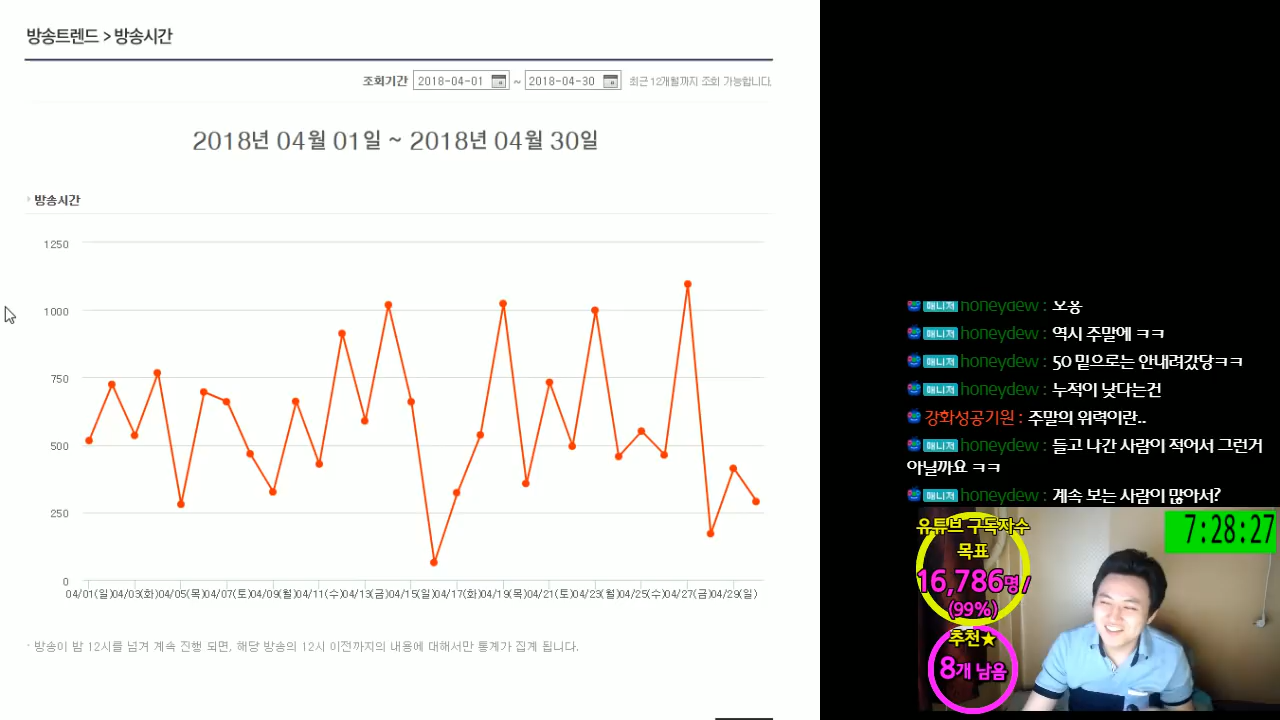 방송트렌드 > 방송시간
조회기간 2018-04-01 ~ 2018-04-30 최근 12개월까지 조회 가능합니다.
2018년 04월 01일 ~ 2018년 04월 30일
방송시간
1250
1000
750
500
250
0
04/01(일)04/03(화)04/05(목)04/07(토)04/09(월)04/11(수)04/13(금)04/15(일)04/17(화)04/19(목)04/21(토)04/23(월)04/25(수)04/27(금)04/29(일)
- 방송이 밤 12시를 넘겨 계속 진행 되면, 해당 방송의 12시 이전까지의 내용에 대해서만 통계가 집계 됩니다.
매니저 honeydew : 오옹
매니저 honeydew : 역시 주말에 ㅋㅋ
매니저 honeydew : 50 밑으로는 안내려갔당ㅋㅋ
매니저 honeydew : 누적이 낮다는건
강화성공기원 : 주말의 위력이란..
매니저 honeydew : 들고 나간 사람이 적어서 그런거
아닐까요 ㅋㅋ
매니저 honeydew : 계속 보는 사람이 많아서?
7:28:27
유튜브 구독자수
목표
16,786명 /
(99%)
추천★
8개 남음